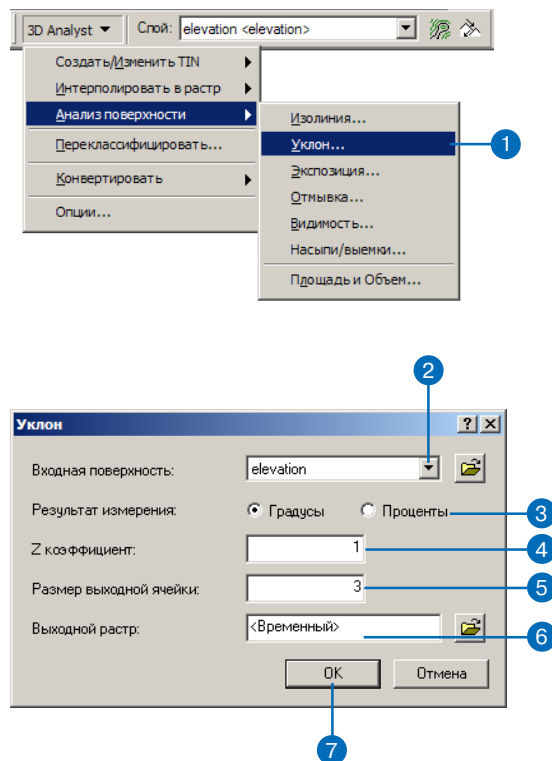 3D Analyst Слой: elevation <elevation>
Создать/Изменить TIN
Интерполировать в растр
Анализ поверхности
Переклассифицировать...
Конвертировать
Опции...
Изолиния...
Уклон...
Экспозиция...
Отмывка...
Видимость...
Насыпи/выемки...
Площадь и Объем...
1
2
Уклон
Входная поверхность: elevation
Результат измерения: Градусы Проценты 3
Z коэффициент: 1 4
Размер выходной ячейки: 3 5
Выходной растр: <Временный> 6
OK Отмена
7